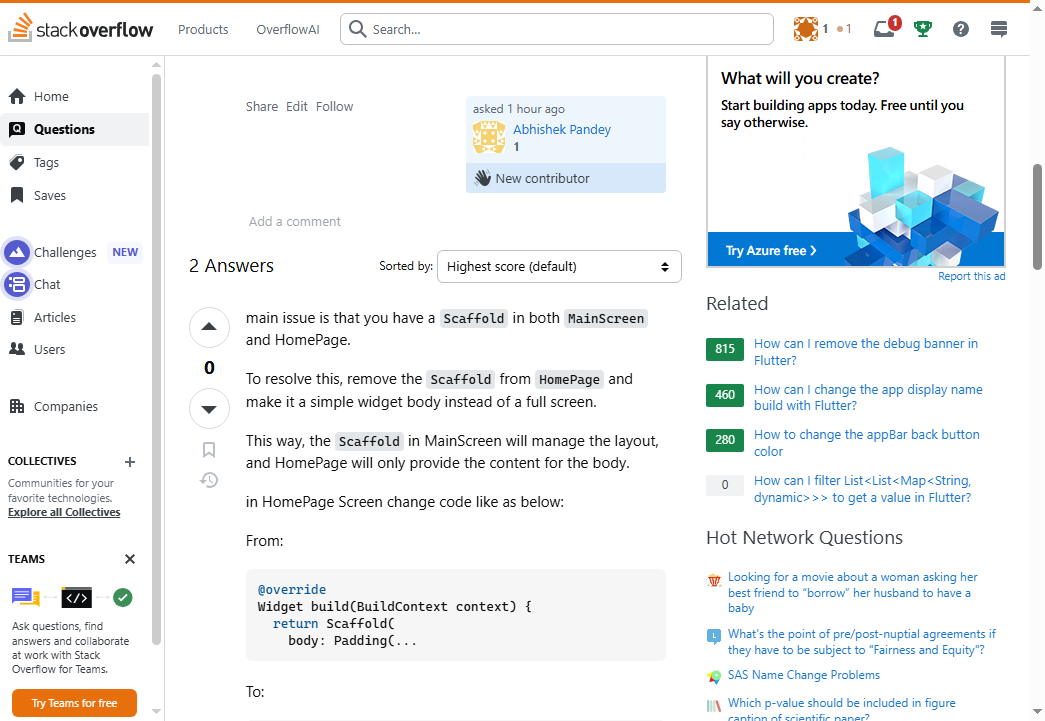 stackoverflow
Products
OverflowAI
Search...
1
1
1
Home
Questions
Tags
Saves
Challenges
NEW
Chat
Articles
Users
Companies
COLLECTIVES
Communities for your
favorite technologies.
Explore all Collectives
TEAMS
Ask questions, find
answers and collaborate
at work with Stack
Overflow for Teams.
Try Teams for free
Share Edit Follow
asked 1 hour ago
Abhishek Pandey
1
New contributor
Add a comment
2 Answers
Sorted by:
Highest score (default)
0
main issue is that you have a Scaffold in both MainScreen
and HomePage.
To resolve this, remove the Scaffold from HomePage and
make it a simple widget body instead of a full screen.
This way, the Scaffold in MainScreen will manage the layout,
and HomePage will only provide the content for the body.
in HomePage Screen change code like as below:
From:
@override
Widget build(BuildContext context) {
return Scaffold(
body: Padding(...
To:
What will you create?
Start building apps today. Free until you
say otherwise.
Try Azure free >
Report this ad
Related
815
How can I remove the debug banner in
Flutter?
460
How can I change the app display name
build with Flutter?
280
How to change the appBar back button
color
0
How can I filter List<List<Map<String,
dynamic>>> to get a value in Flutter?
Hot Network Questions
Looking for a movie about a woman asking her
best friend to “borrow” her husband to have a
baby
What's the point of pre/post-nuptial agreements if
they have to be subject to “Fairness and Equity”?
SAS Name Change Problems
Which p-value should be included in figure
caption of scientific paper?